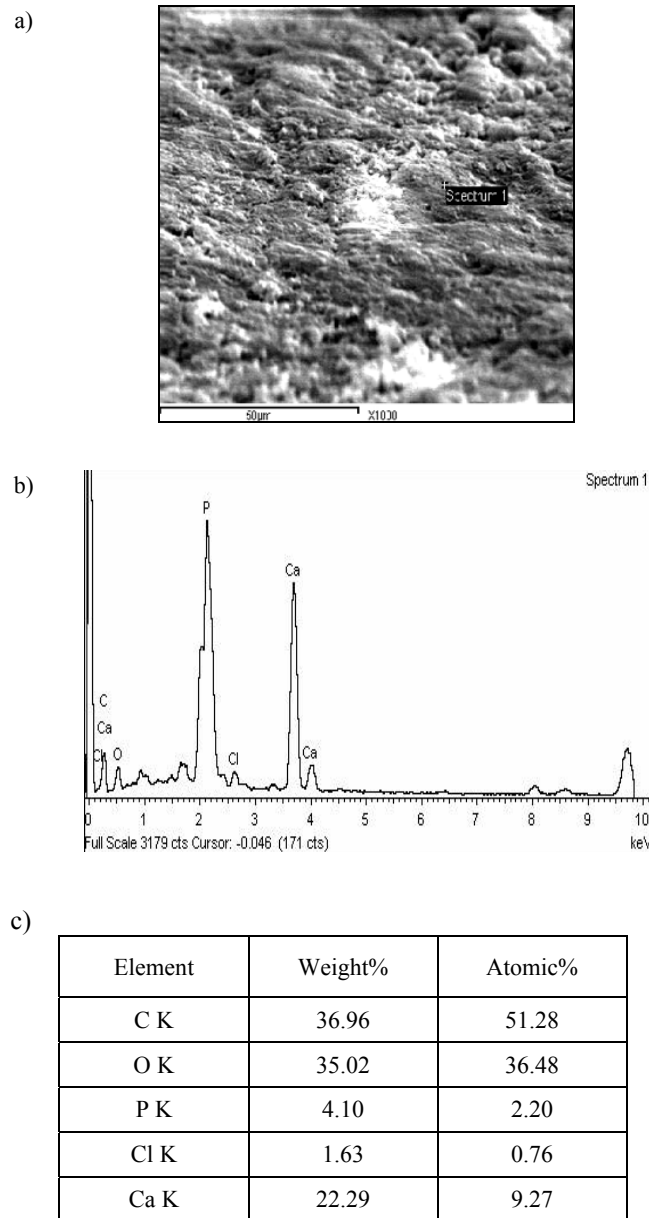 a)
Spectrum 1
50µm X1000
b)
Spectrum 1
P
Ca
C
Ca
Cl O Cl Ca
0 1 2 3 4 5 6 7 8 9 10
Full Scale 3179 cts Cursor: -0.046 (171 cts) keV
c)
Element Weight% Atomic%
C K 36.96 51.28
O K 35.02 36.48
P K 4.10 2.20
Cl K 1.63 0.76
Ca K 22.29 9.27